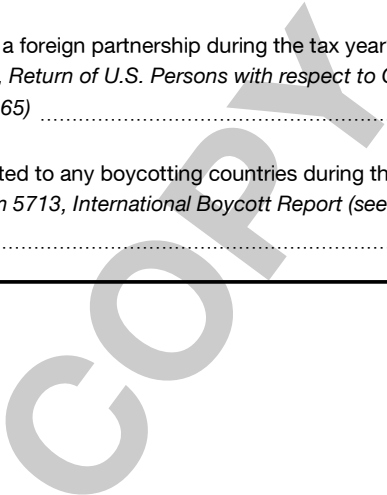 a foreign partnership during the tax year
, Return of U.S. Persons with respect to
65)
ted to any boycotting countries during th
5713, International Boycott Report (see
COPY